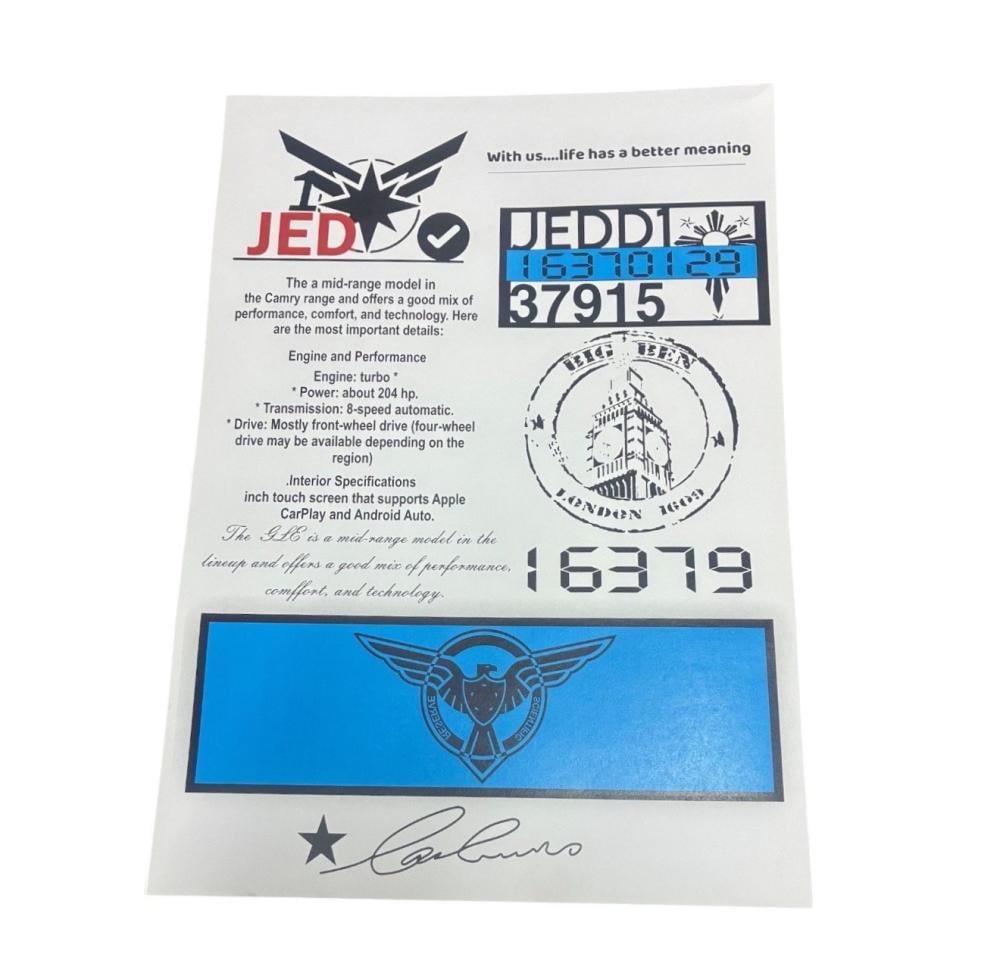 With us....life has a better meaning
1
JED
JEDD1
16370129
37915
The a mid-range model in
the Camry range and offers a good mix of
performance, comfort, and technology. Here
are the most important details:
Engine and Performance
Engine: turbo *
* Power: about 204 hp.
* Transmission: 8-speed automatic.
* Drive: Mostly front-wheel drive (four-wheel
drive may be available depending on the
region)
.Interior Specifications
inch touch screen that supports Apple
CarPlay and Android Auto.
The GLE is a mid-range model in the
lineup and offers a good mix of performance,
comffort, and technology.
BIG BEN
LONDON 1609
16379
SCIENTIFIC
RESERVE